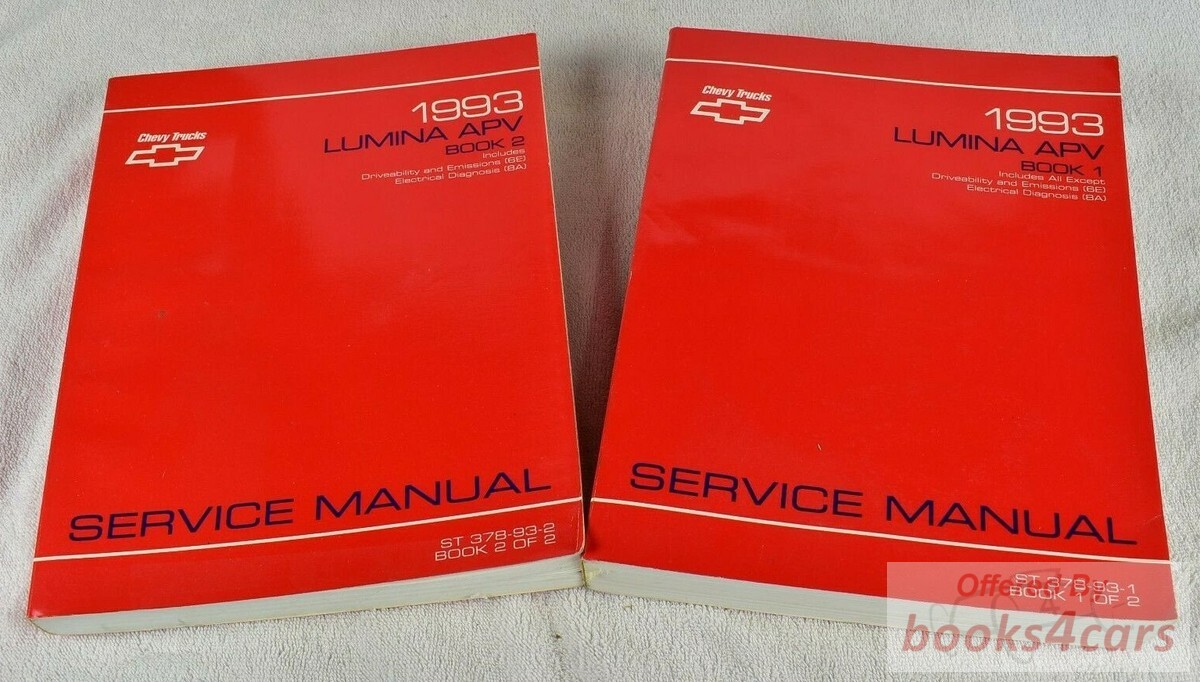 Chevy Trucks
1993
LUMINA APV
BOOK 2
Includes
Driveability and Emissions (6E)
Electrical Diagnosis (8A)
SERVICE MANUAL
ST 378-93-2
BOOK 2 OF 2
Chevy Trucks
1993
LUMINA APV
BOOK 1
Includes All Except
Driveability and Emissions (6E)
Electrical Diagnosis (8A)
SERVICE MANUAL
ST 378-93-1
BOOK 1 OF 2
Offered By
books4cars